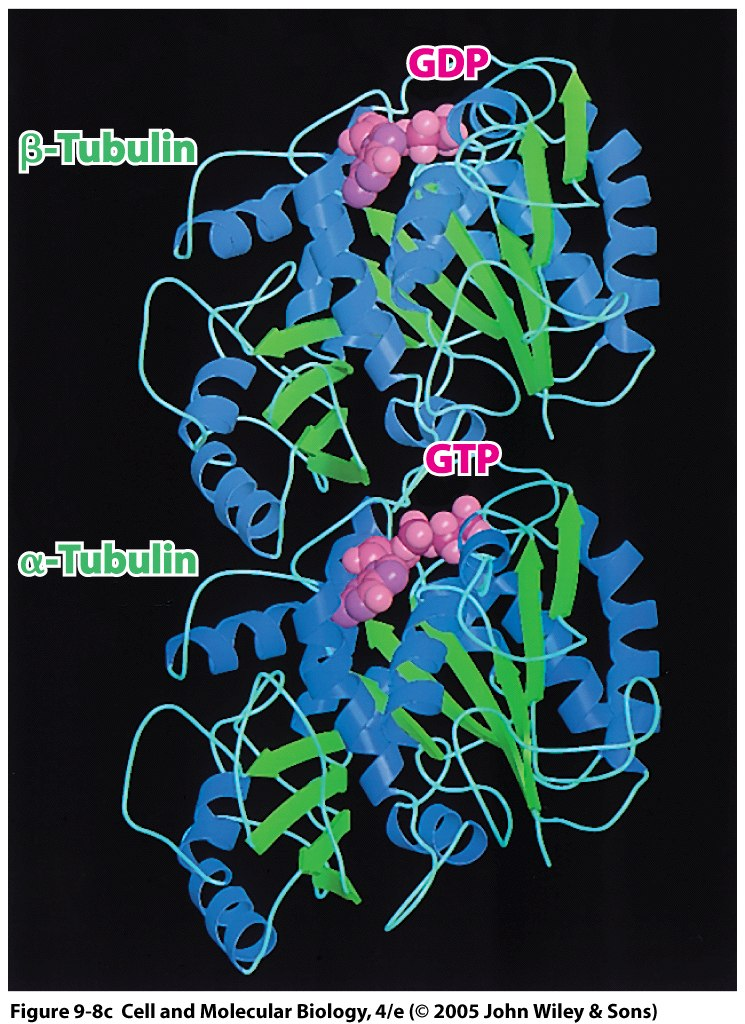 GDP
β-Tubulin
GTP
α-Tubulin
Figure 9-8c Cell and Molecular Biology, 4/e (© 2005 John Wiley & Sons)